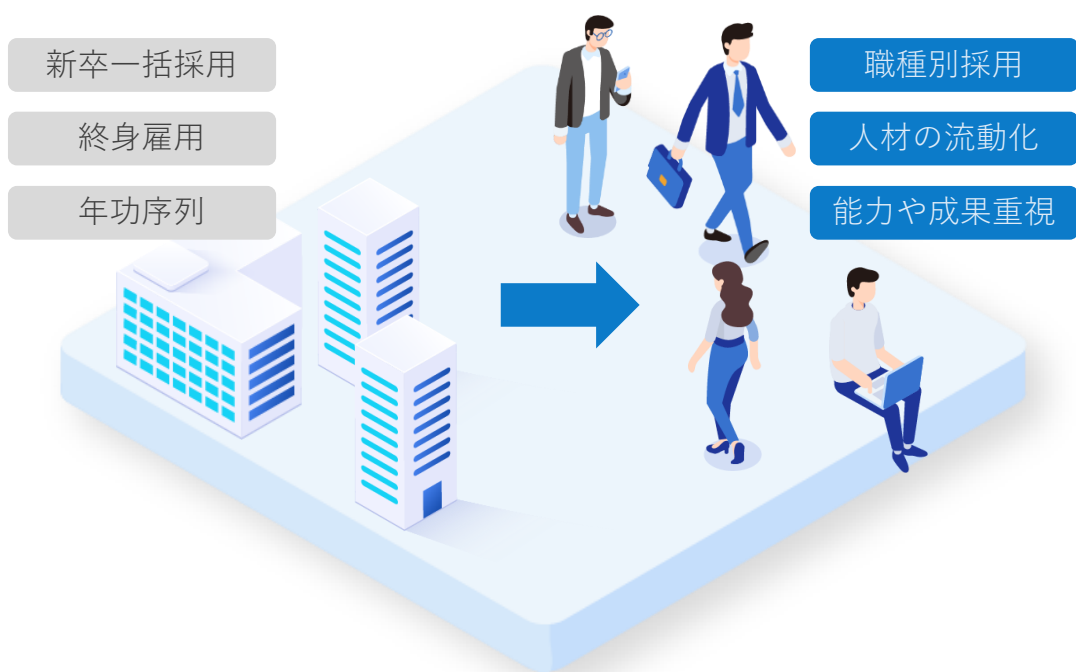 新卒一括採用
終身雇用
年功序列
職種別採用
人材の流動化
能力や成果重視